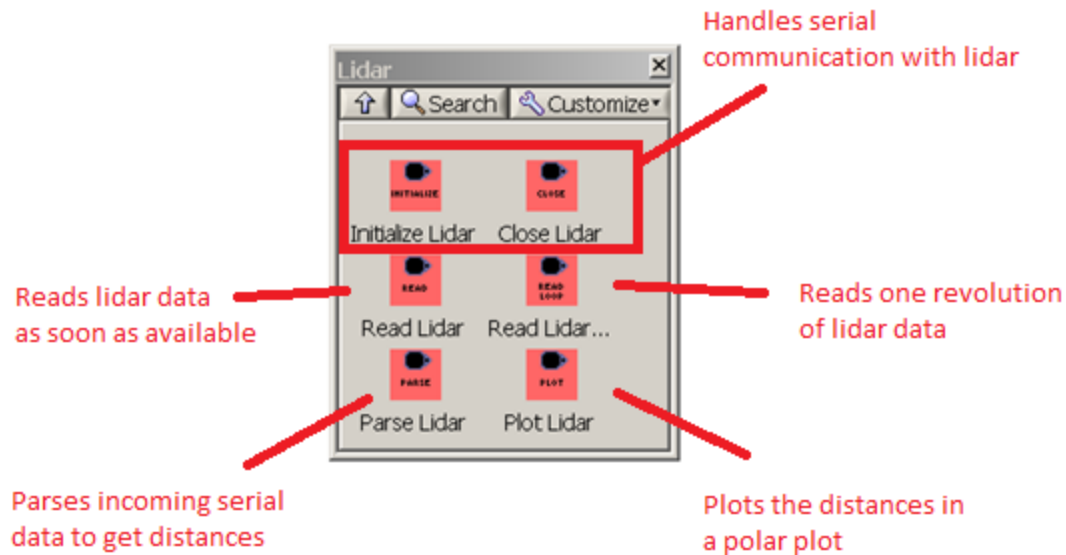 Handles serial
communication with lidar
Lidar
Search Customize
INITIALIZE CLOSE
Initialize Lidar Close Lidar
READ READ
LOOP
Read Lidar Read Lidar...
Reads lidar data
as soon as available
Reads one revolution
of lidar data
PARSE PLOT
Parse Lidar Plot Lidar
Parses incoming serial
data to get distances
Plots the distances in
a polar plot